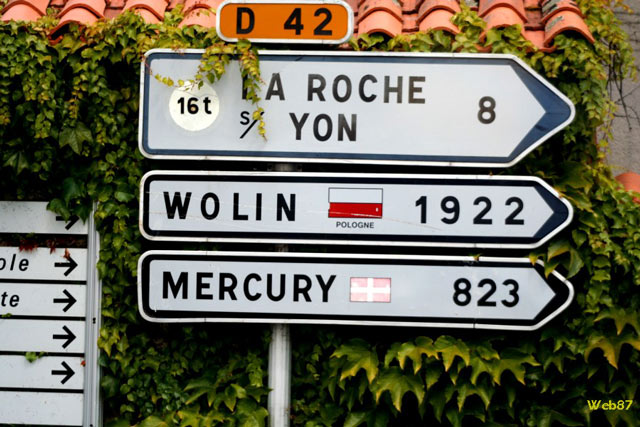 D 42
16t LA ROCHE
S/ YON 8
WOLIN 1922
POLOGNE
MERCURY 823
ole
te
Web87